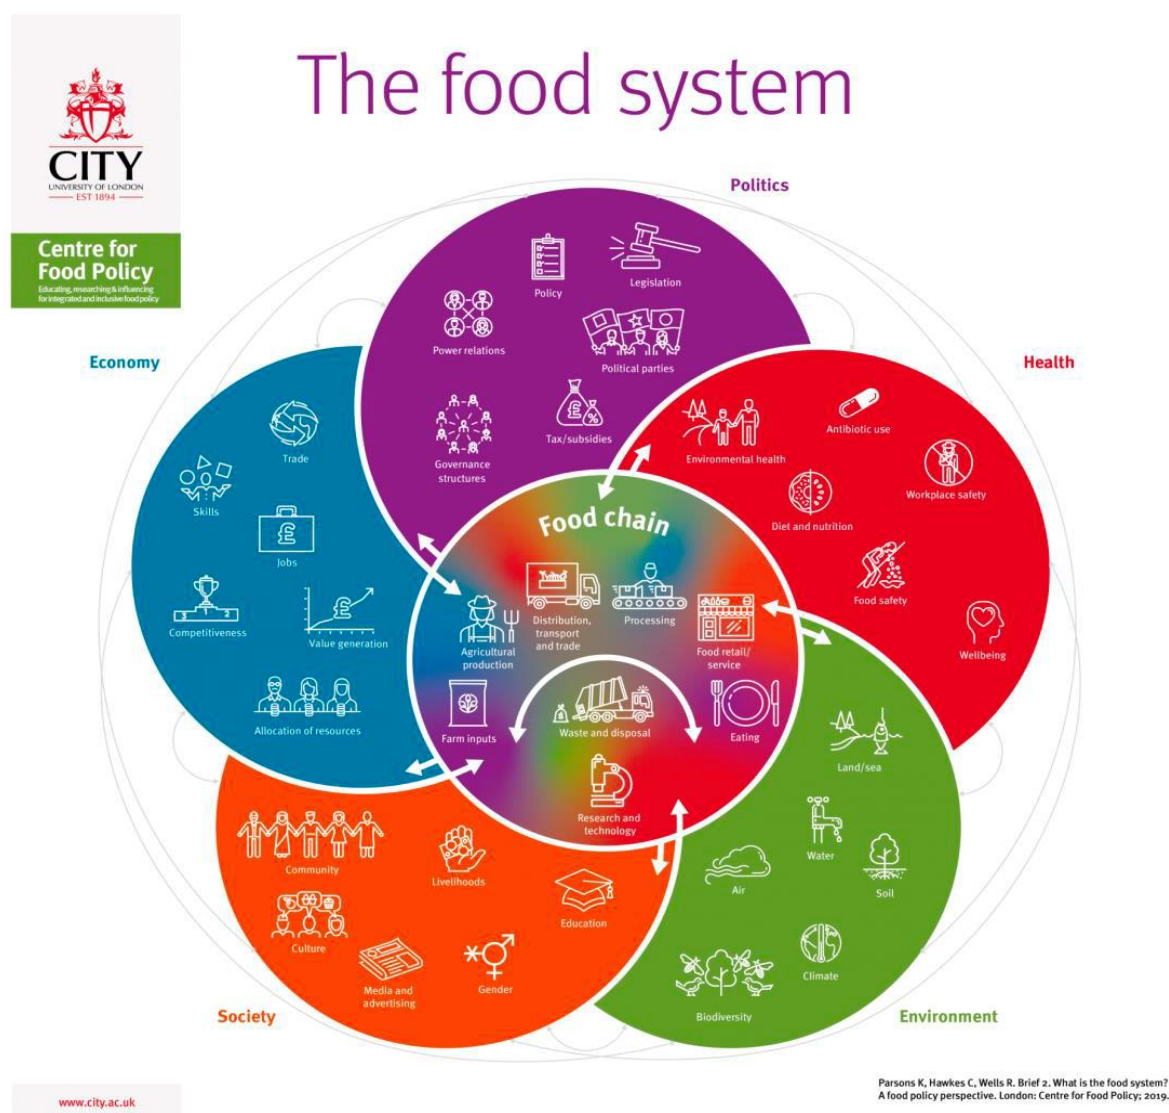 The food system
CITY
UNIVERSITY OF LONDON
EST 1894
Centre for
Food Policy
Educating, researching & influencing
for integrated and inclusive food policy
Politics
Policy
Legislation
Power relations
Political parties
Governance
structures
Tax/subsidies
Economy
Trade
Skills
Jobs
£
Competitiveness
1
2
3
£
Value generation
Allocation of resources
£
%
Health
Environmental health
Antibiotic use
Workplace safety
Diet and nutrition
Food safety
Wellbeing
Food chain
Distribution,
transport
and trade
Processing
Agricultural
production
Food retail/
service
Farm inputs
Waste and disposal
Eating
Research and
technology
Society
Community
Livelihoods
Education
Culture
Media and
advertising
Gender
Environment
Land/sea
Water
Air
Soil
Climate
Biodiversity
www.city.ac.uk
Parsons K, Hawkes C, Wells R. Brief 2. What is the food system?
A food policy perspective. London: Centre for Food Policy; 2019.